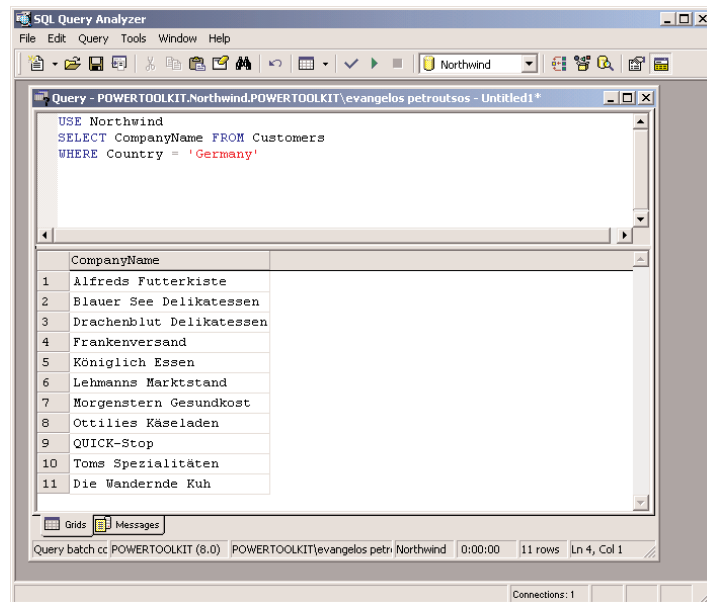 SQL Query Analyzer
File Edit Query Tools Window Help
Northwind
Query - POWERTOOLKIT.Northwind.POWERTOOLKIT\evangelos petroutsos - Untitled1*
USE Northwind
SELECT CompanyName FROM Customers
WHERE Country = 'Germany'
CompanyName
1 Alfreds Futterkiste
2 Blauer See Delikatessen
3 Drachenblut Delikatessen
4 Frankenversand
5 Königlich Essen
6 Lehmanns Marktstand
7 Morgenstern Gesundkost
8 Ottilies Käseladen
9 QUICK-Stop
10 Toms Spezialitäten
11 Die Wandernde Kuh
Grids Messages
Query batch cc POWERTOOLKIT (8.0) POWERTOOLKIT\evangelos petr Northwind 0:00:00 11 rows Ln 4, Col 1
Connections: 1